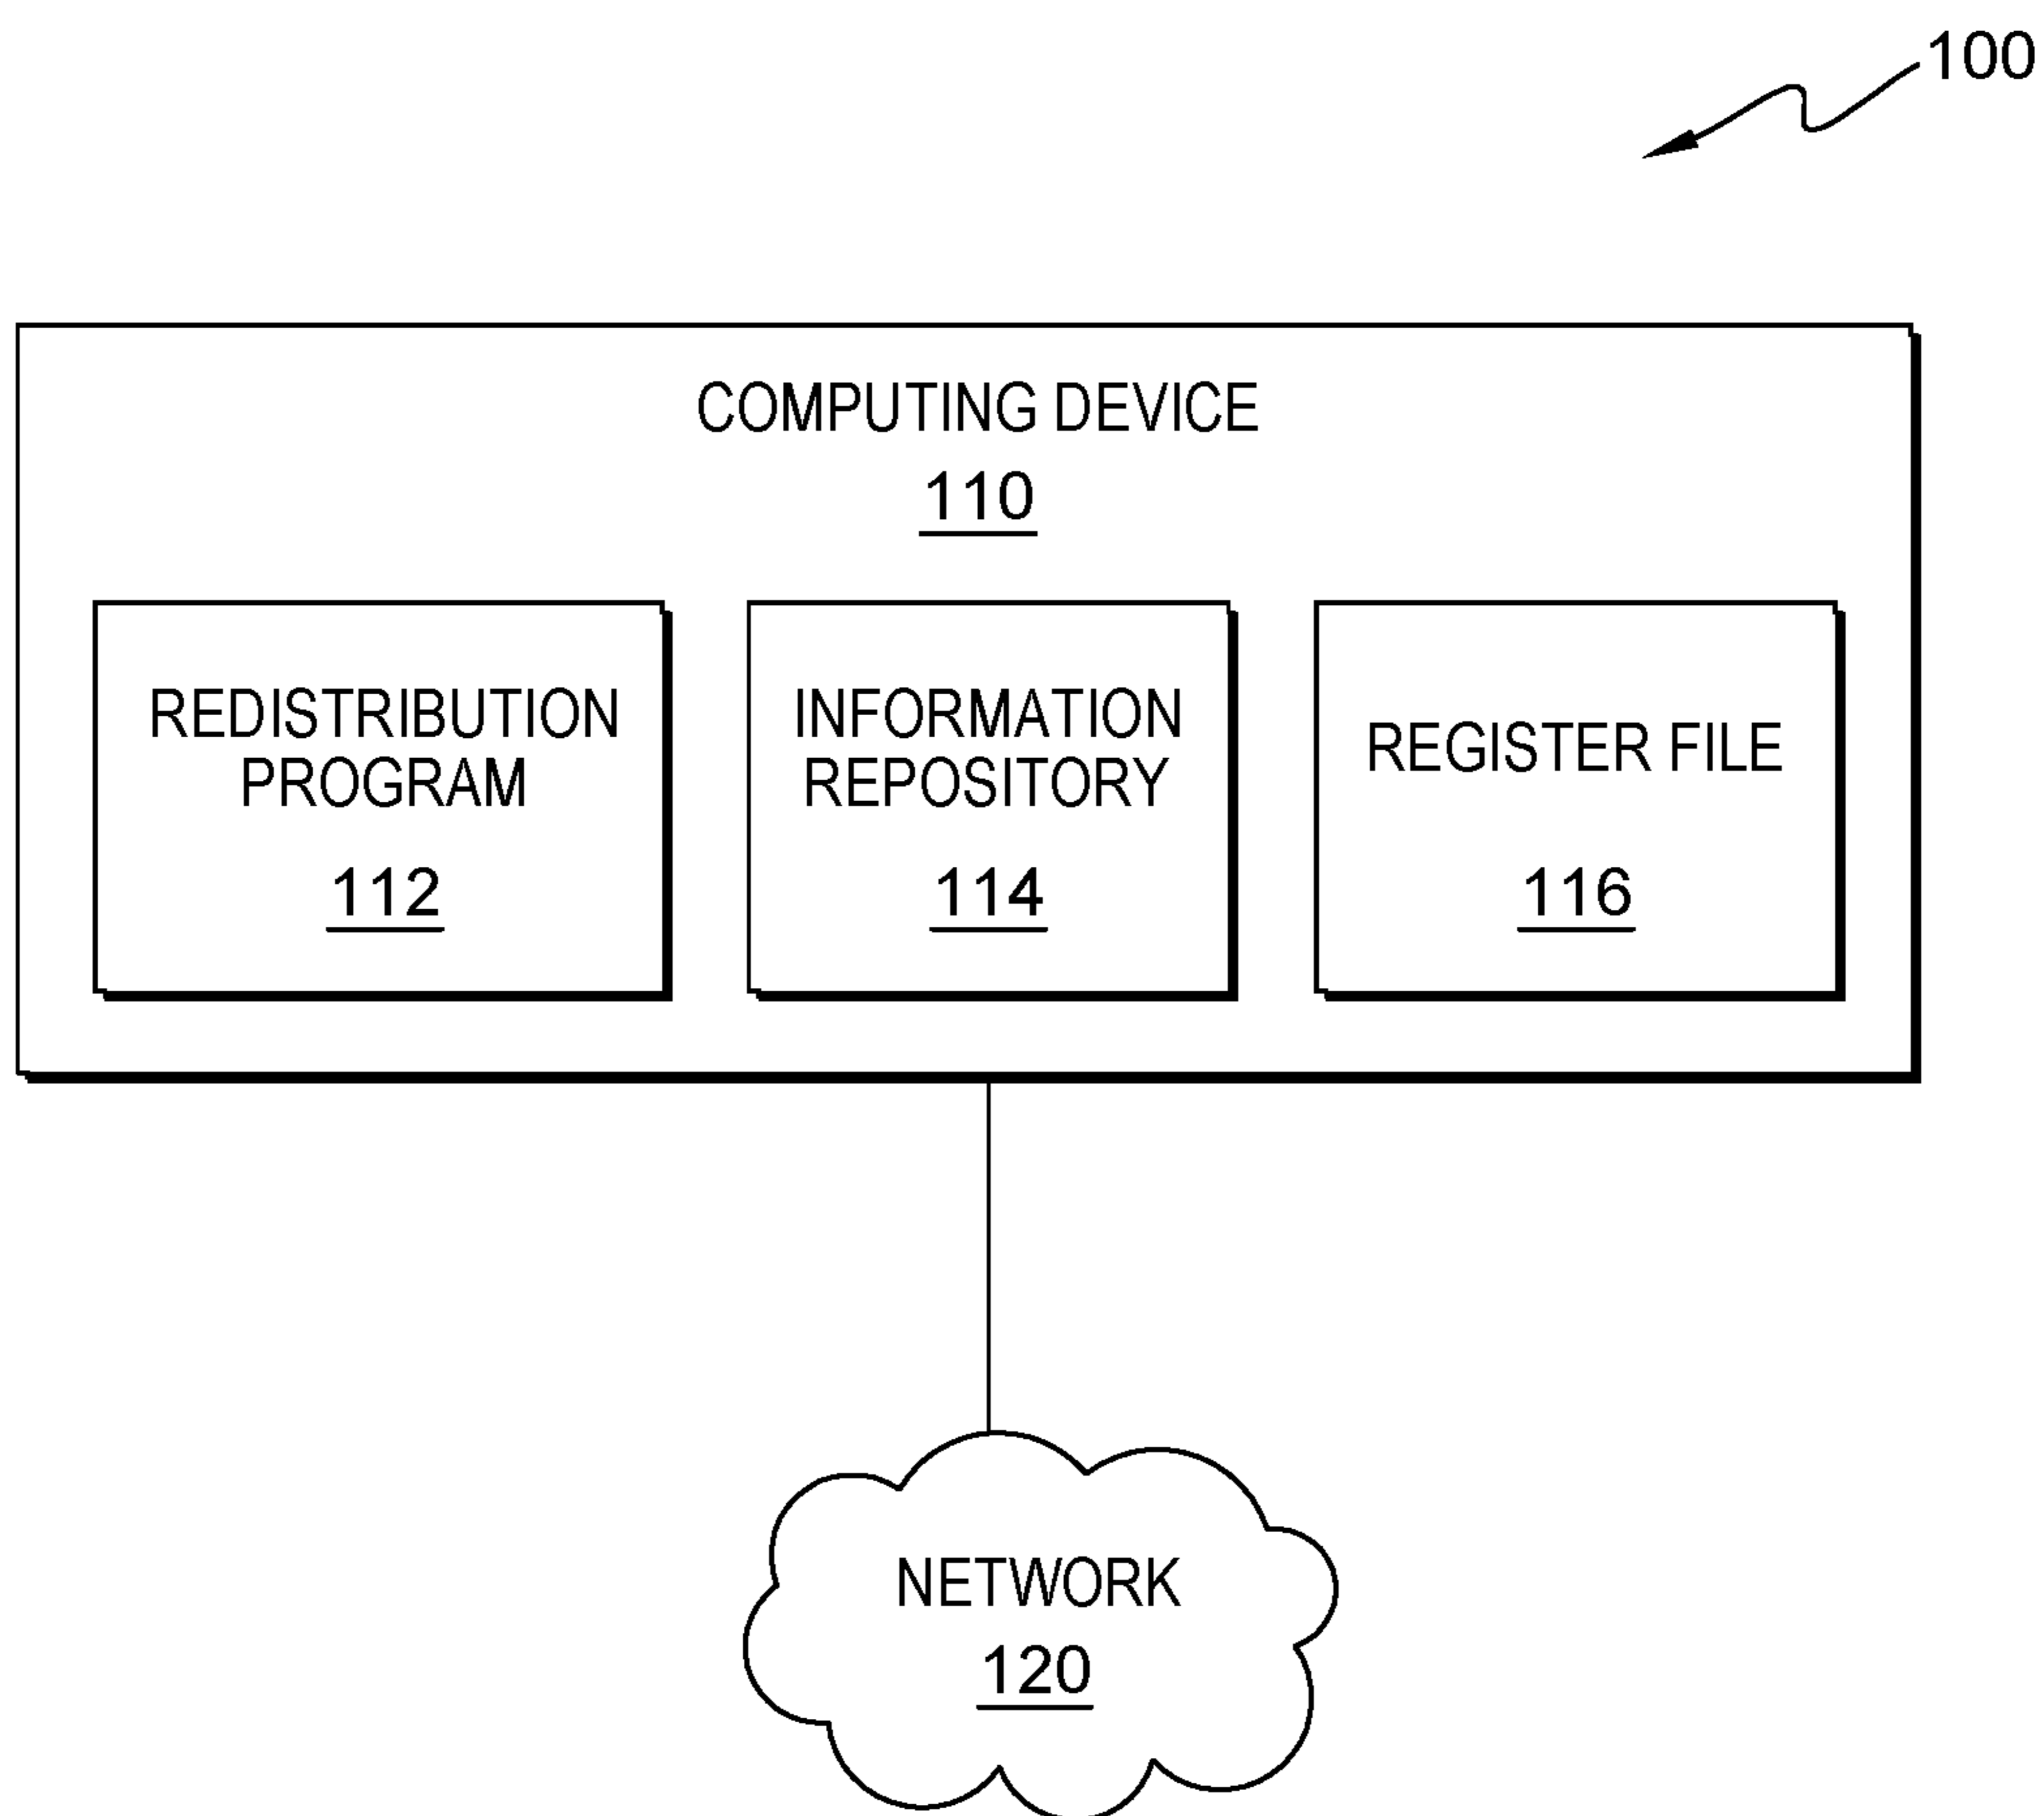 100
COMPUTING DEVICE
110
REDISTRIBUTION
PROGRAM
112
INFORMATION
REPOSITORY
114
REGISTER FILE
116
NETWORK
120